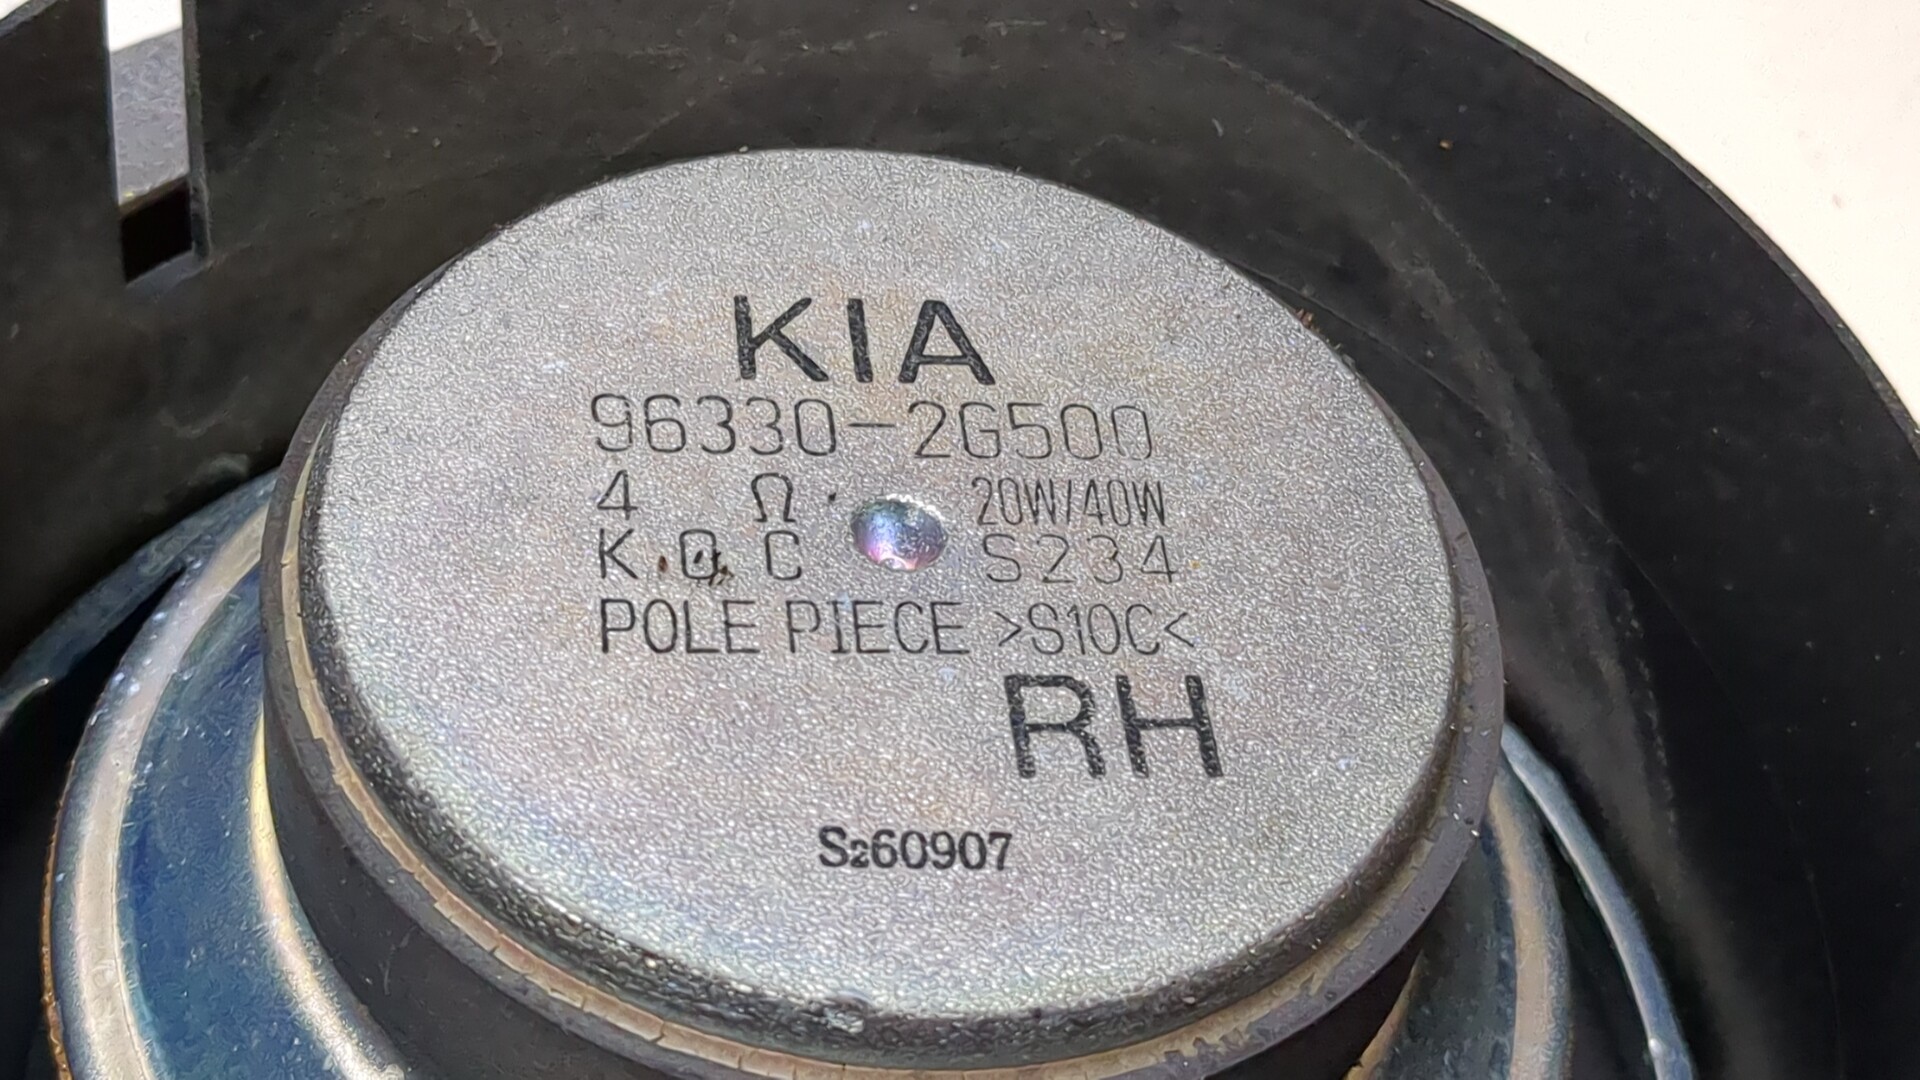 KIA
96330-2G500
4 Ω 20W/40W
K.Q C S234
POLE PIECE >S10C<
RH
S260907